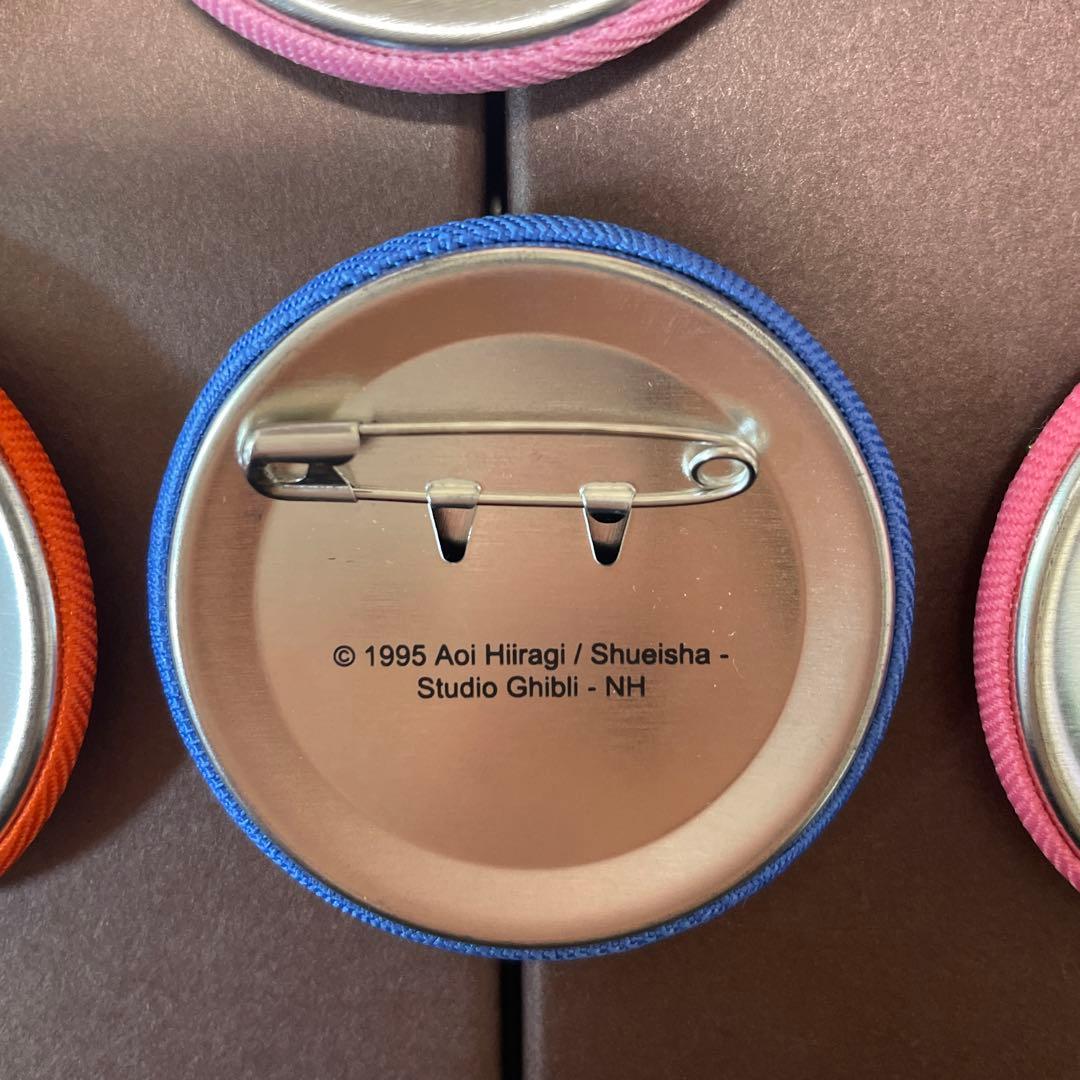 © 1995 Aoi Hiiragi / Shueisha -
Studio Ghibli - NH